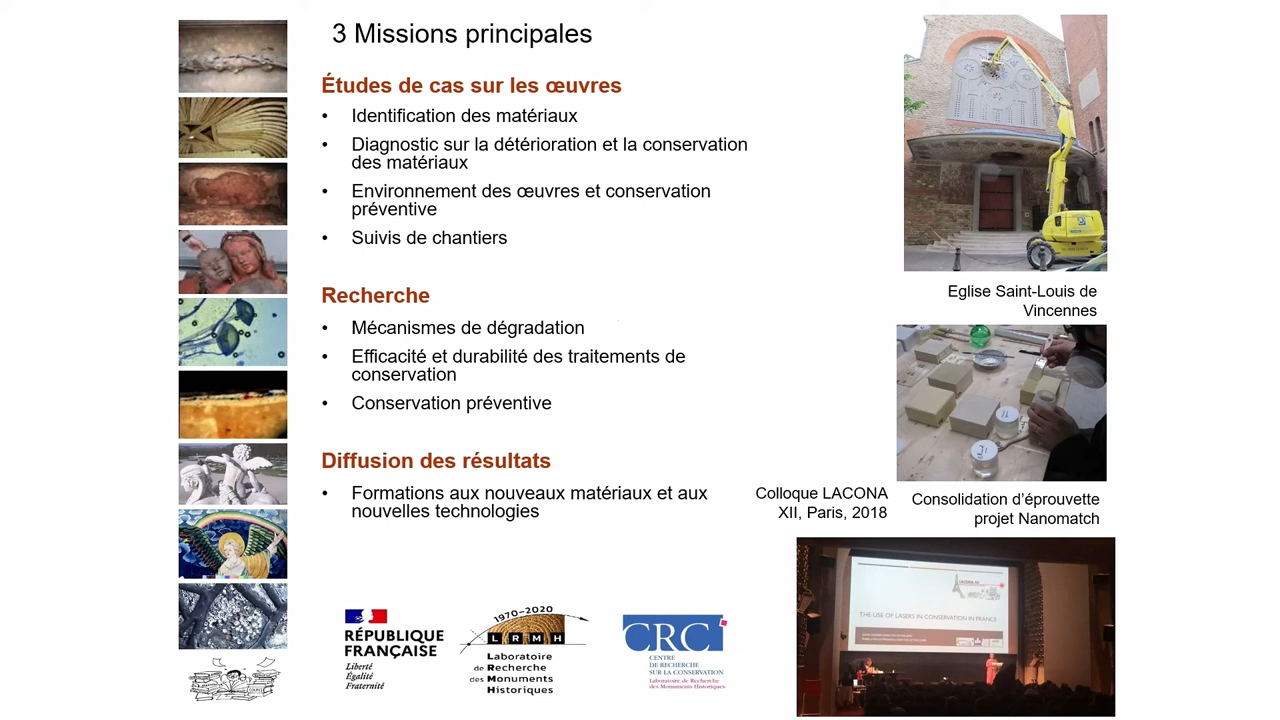 3 Missions principales
Études de cas sur les œuvres
• Identification des matériaux
• Diagnostic sur la détérioration et la conservation
des matériaux
• Environnement des œuvres et conservation
préventive
• Suivis de chantiers
Recherche
• Mécanismes de dégradation
• Efficacité et durabilité des traitements de
conservation
• Conservation préventive
Diffusion des résultats
• Formations aux nouveaux matériaux et aux
nouvelles technologies
Eglise Saint-Louis de
Vincennes
Consolidation d'éprouvette
projet Nanomatch
Colloque LACONA
XII, Paris, 2018
LACONA XII
THE USE OF LASERS IN CONSERVATION IN FRANCE
RÉPUBLIQUE
FRANÇAISE
Liberté
Égalité
Fraternité
1970-2020
LRMH
Laboratoire
de Recherche
des Monuments
Historiques
CRC
CENTRE
DE RECHERCHE
SUR LA CONSERVATION
Laboratoire de Recherche
des Monuments Historiques